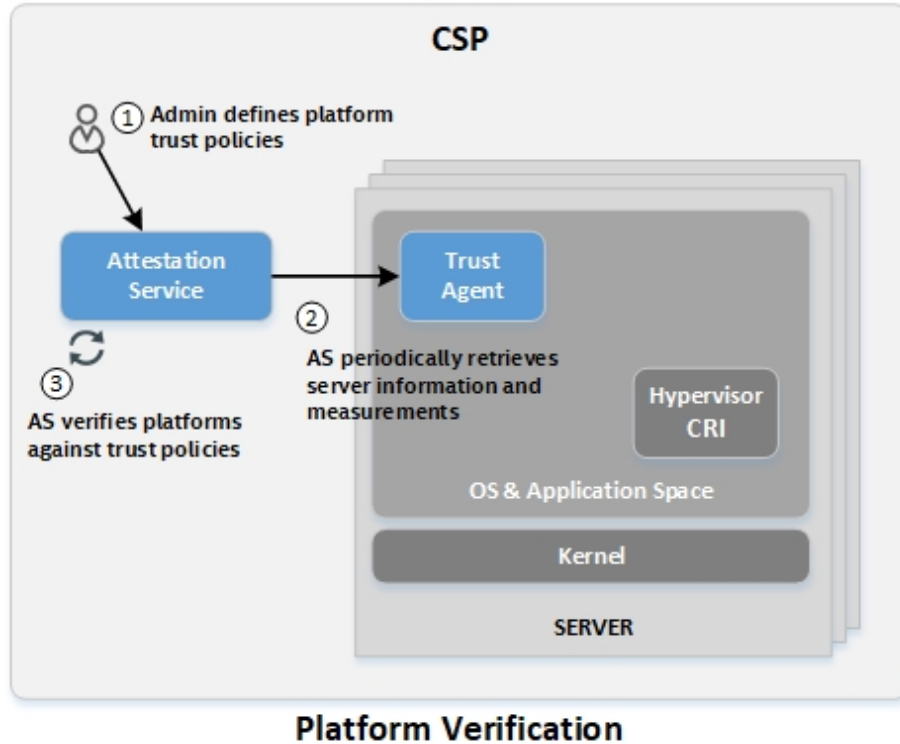 CSP
1
Admin defines platform
trust policies
Attestation
Service
Trust
Agent
2
AS periodically retrieves
server information and
measurements
3
AS verifies platforms
against trust policies
Hypervisor
CRI
OS & Application Space
Kernel
SERVER
Platform Verification